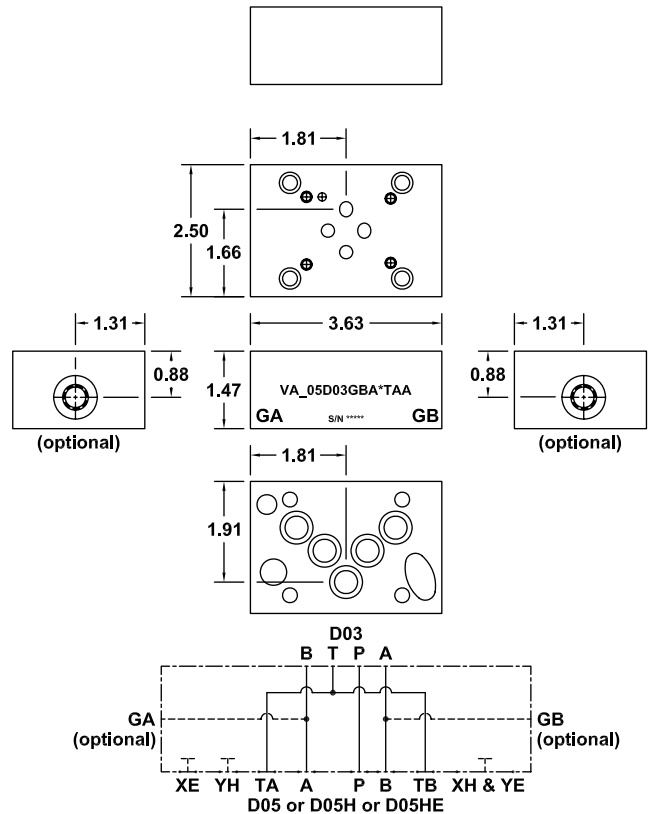 1.81
2.50
1.66
1.31
3.63
1.31
0.88
1.47
VA_05D03GBA*TAA
GA
S/N *****
GB
0.88
(optional)
(optional)
1.81
1.91
D03
B T P A
GA
(optional)
GB
(optional)
XE YH TA A P B TB XH & YE
D05 or D05H or D05HE